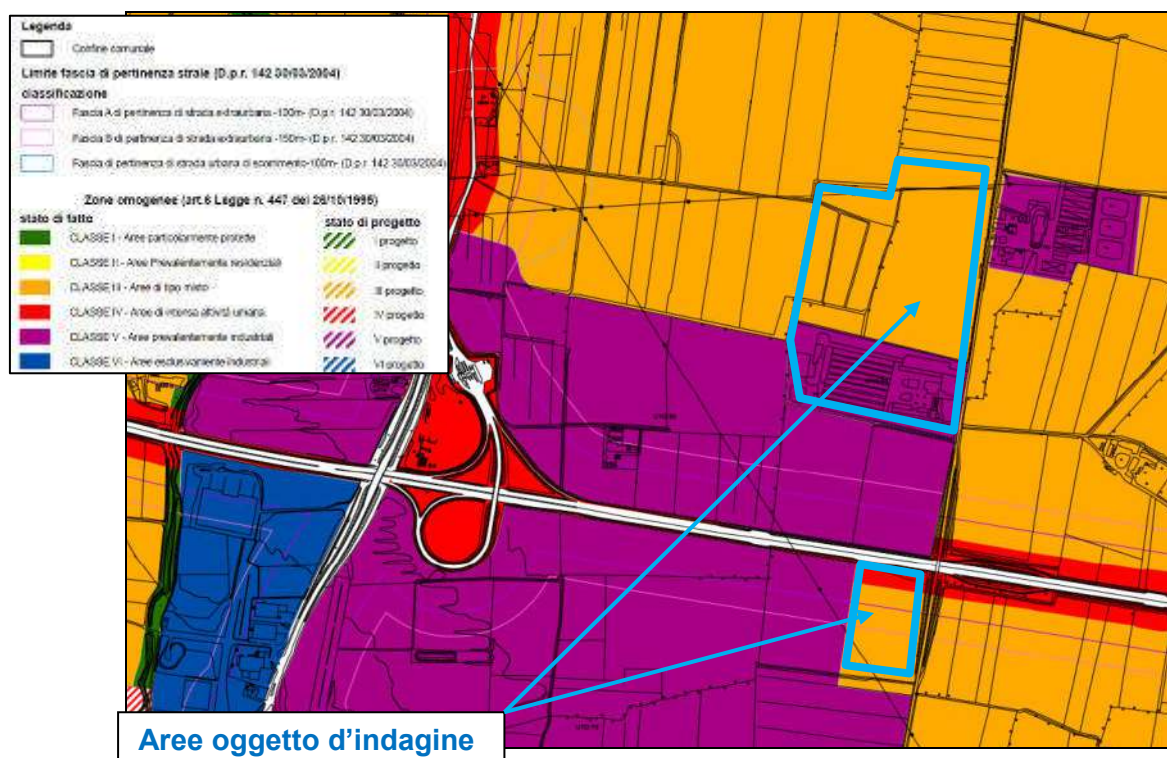 Legenda
Confine comunale
Limite fascia di pertinenza strale (D.p.r. 142 30/03/2004)
classificazione
Fascia A di pertinenza di strada extraurbana -100m- (D.p.r. 142 30/03/2004)
Fascia B di pertinenza di strada extraurbana -150m- (D.p.r. 142 30/03/2004)
Fascia di pertinenza di strada urbana di scorrimento-100m- (D.p.r. 142 30/03/2004)
Zone omogenee (art.6 Legge n. 447 del 26/10/1995)
stato di fatto
stato di progetto
CLASSE I - Aree particolarmente protette
I progetto
CLASSE II - Aree Prevalentemente residenziali
II progetto
CLASSE III - Aree di tipo misto
III progetto
CLASSE IV - Aree di intensa attività umana
IV progetto
CLASSE V - Aree prevalentemente industriali
V progetto
CLASSE VI - Aree esclusivamente industriali
VI progetto
Aree oggetto d'indagine